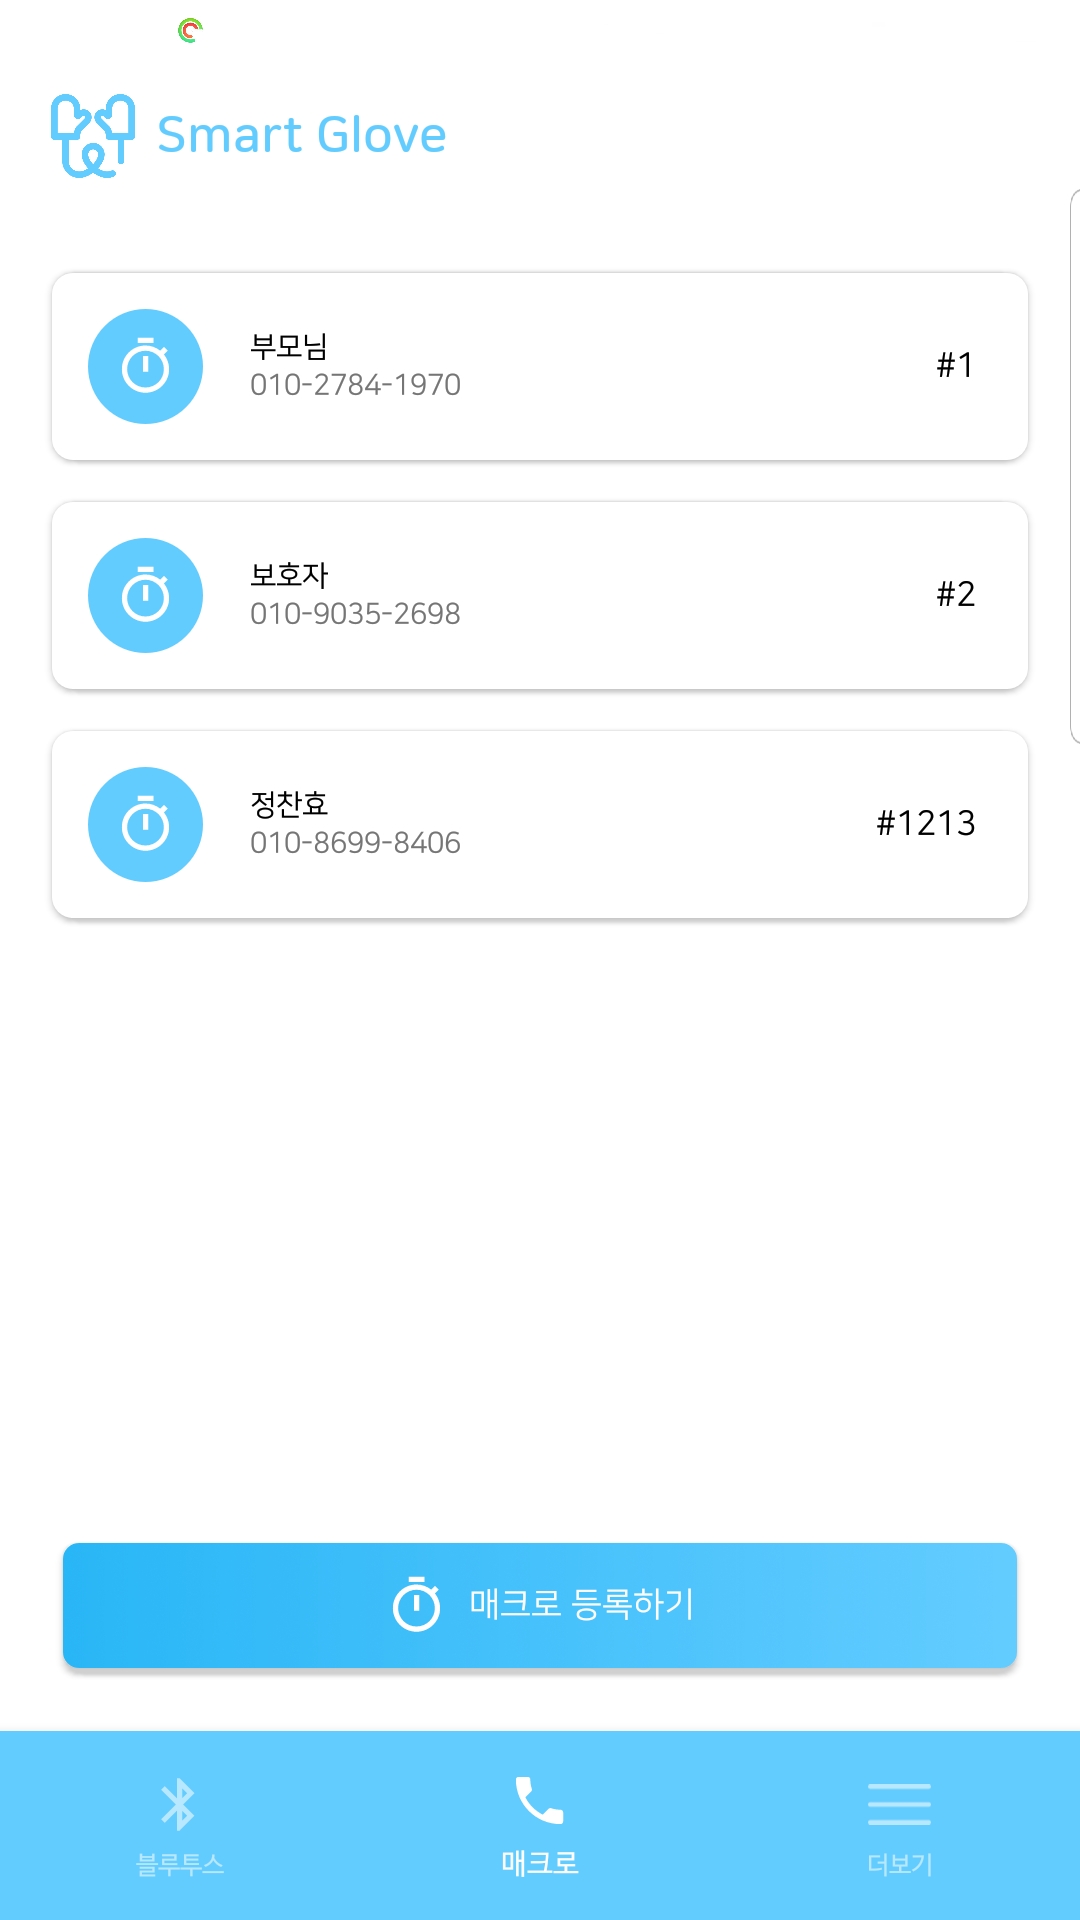 Smart Glove
부모님
010-2784-1970
#1
보호자
010-9035-2698
#2
정찬효
010-8699-8406
#1213
매크로 등록하기
블루투스
매크로
더보기